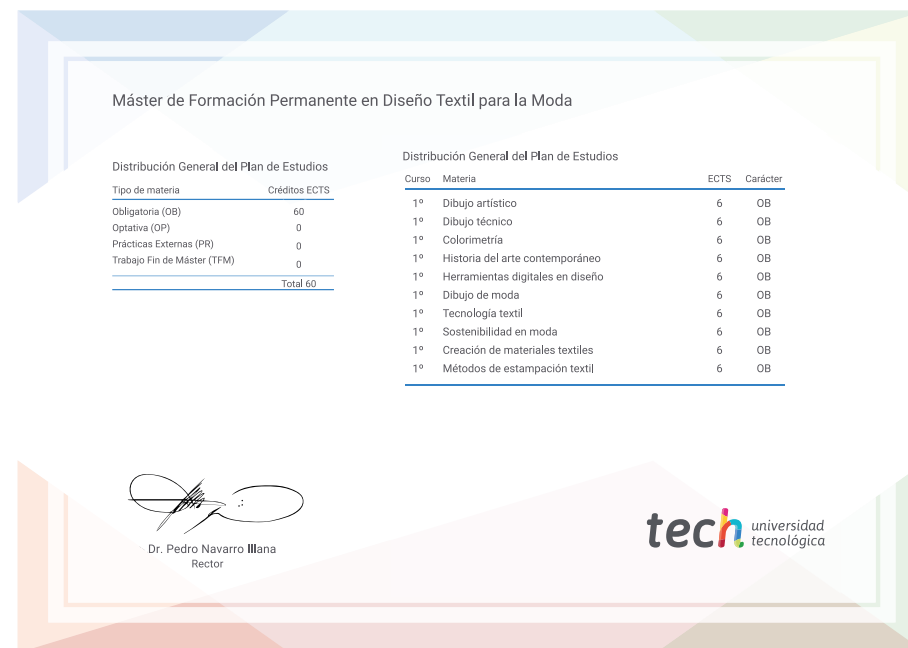 Máster de Formación Permanente en Diseño Textil para la Moda
Distribución General del Plan de Estudios
Tipo de materia Créditos ECTS
Obligatoria (OB) 60
Optativa (OP) 0
Prácticas Externas (PR) 0
Trabajo Fin de Máster (TFM) 0
Total 60
Distribución General del Plan de Estudios
Curso Materia ECTS Carácter
1º Dibujo artístico 6 OB
1º Dibujo técnico 6 OB
1º Colorimetría 6 OB
1º Historia del arte contemporáneo 6 OB
1º Herramientas digitales en diseño 6 OB
1º Dibujo de moda 6 OB
1º Tecnología textil 6 OB
1º Sostenibilidad en moda 6 OB
1º Creación de materiales textiles 6 OB
1º Métodos de estampación textil 6 OB
Dr. Pedro Navarro Illana
Rector
tech universidad
tecnológica